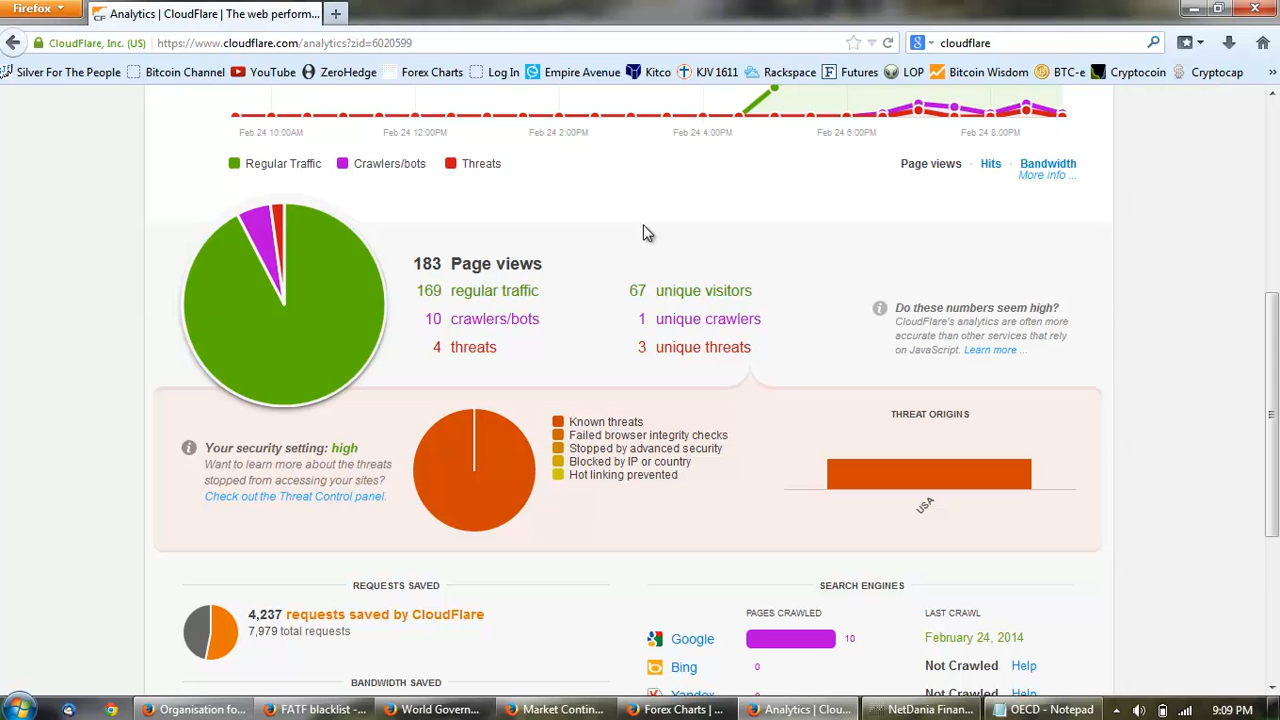 Firefox
Analytics | CloudFlare | The web perform...
CloudFlare, Inc. (US)
https://www.cloudflare.com/analytics?zid=6020599
cloudflare
Silver For The People
Bitcoin Channel
YouTube
ZeroHedge
Forex Charts
Log In
Empire Avenue
Kitco
KJV 1611
Rackspace
Futures
LOP
Bitcoin Wisdom
BTC-e
Cryptocoin
Cryptocap
»
Feb 24 10:00AM
Feb 24 12:00PM
Feb 24 2:00PM
Feb 24 4:00PM
Feb 24 6:00PM
Feb 24 8:00PM
Regular Traffic
Crawlers/bots
Threats
Page views · Hits · Bandwidth
More info ...
183 Page views
169 regular traffic
67 unique visitors
10 crawlers/bots
1 unique crawlers
4 threats
3 unique threats
Do these numbers seem high?
CloudFlare's analytics are often more
accurate than other services that rely
on JavaScript. Learn more ...
Your security setting: high
Want to learn more about the threats
stopped from accessing your sites?
Check out the Threat Control panel.
Known threats
Failed browser integrity checks
Stopped by advanced security
Blocked by IP or country
Hot linking prevented
THREAT ORIGINS
USA
REQUESTS SAVED
4,237 requests saved by CloudFlare
7,979 total requests
BANDWIDTH SAVED
SEARCH ENGINES
PAGES CRAWLED
LAST CRAWL
Google
10
February 24, 2014
Bing
0
Not Crawled
Help
Yandex
0
Not Crawled
Help
Organisation fo...
FATF blacklist -...
World Govern...
Market Contin...
Forex Charts | ...
Analytics | Clou...
NetDania Finan...
OECD - Notepad
9:09 PM